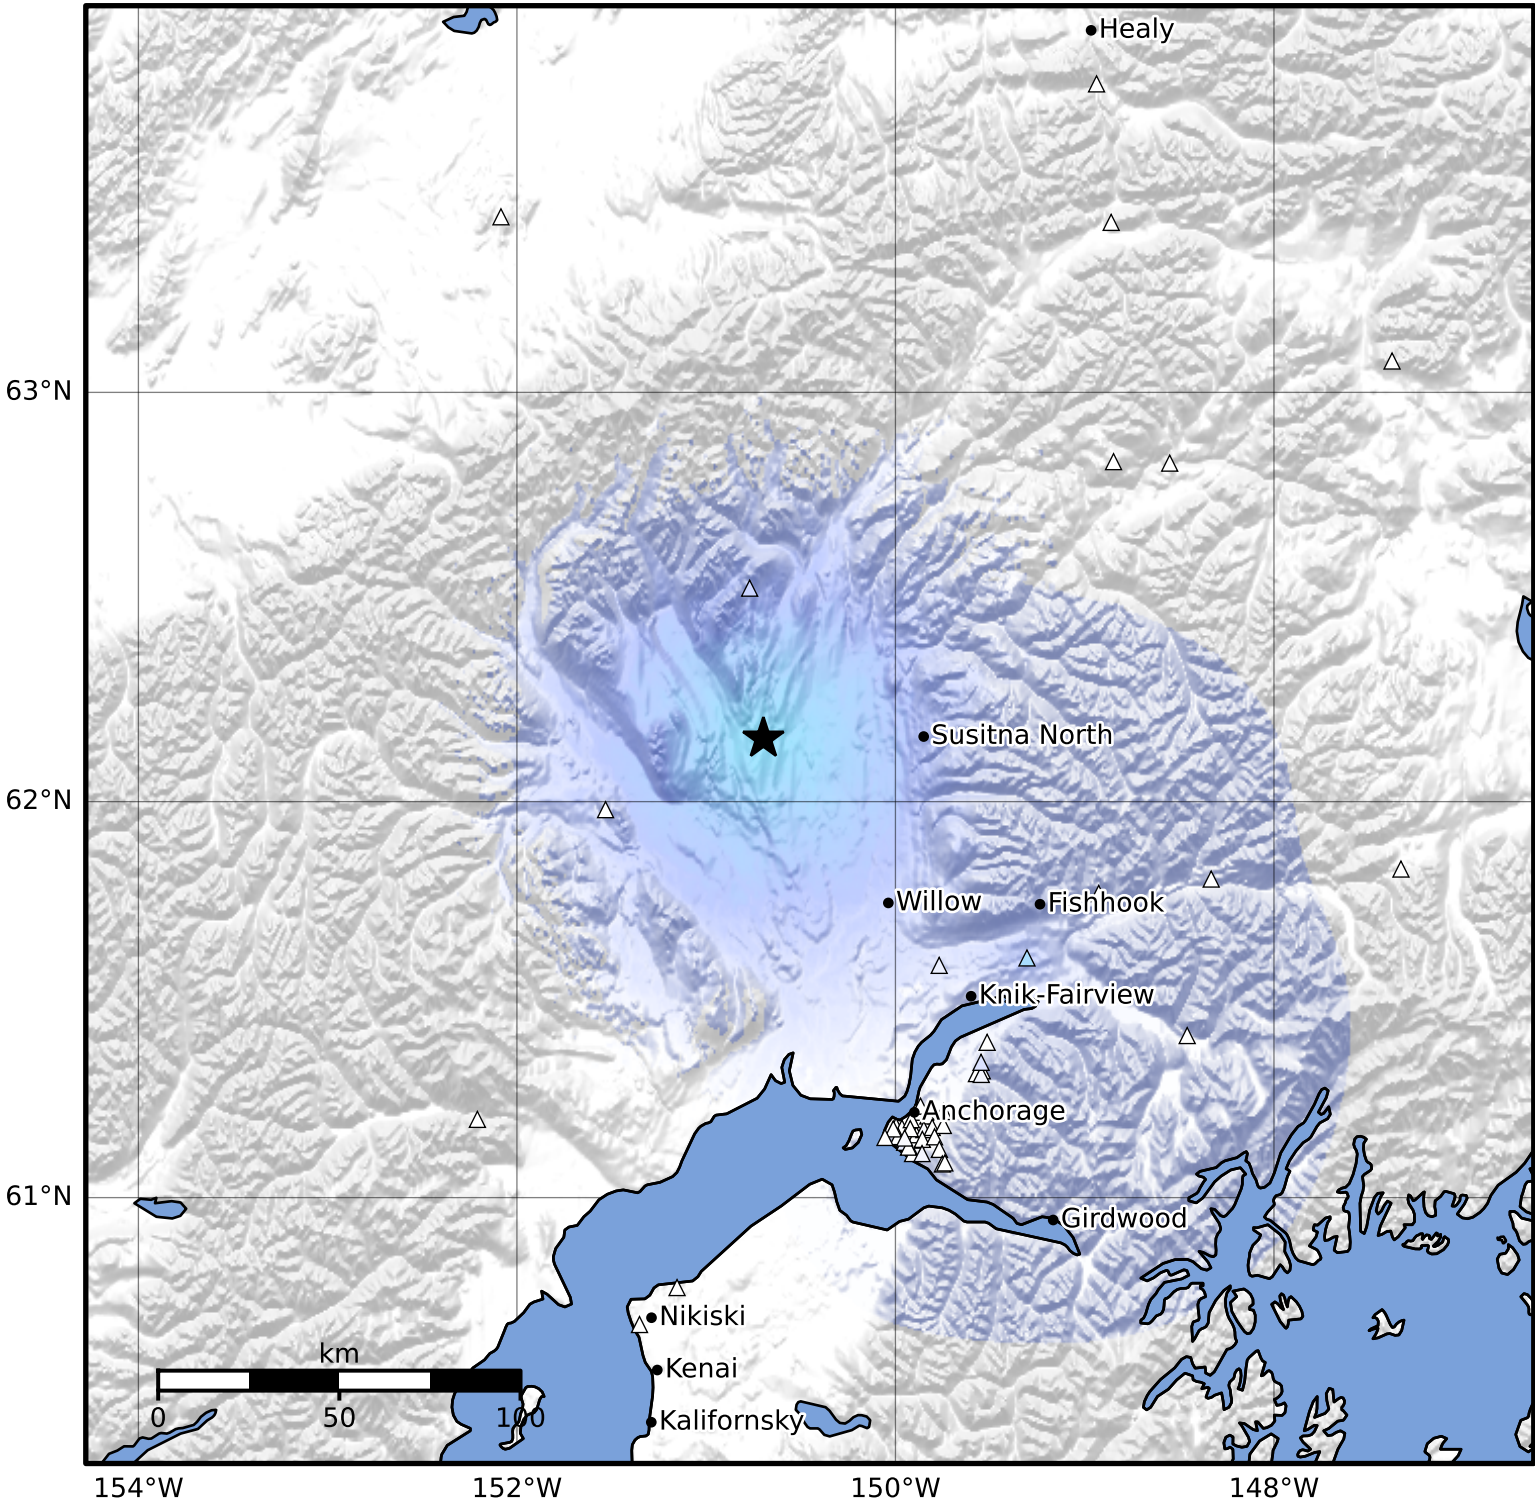 Healy
63°N
Susitna North
62°N
Willow
Fishhook
Knik-Fairview
Anchorage
61°N
Girdwood
Nikiski
km
Kenai
0 50 100
Kalifornsky
154°W 152°W 150°W 148°W